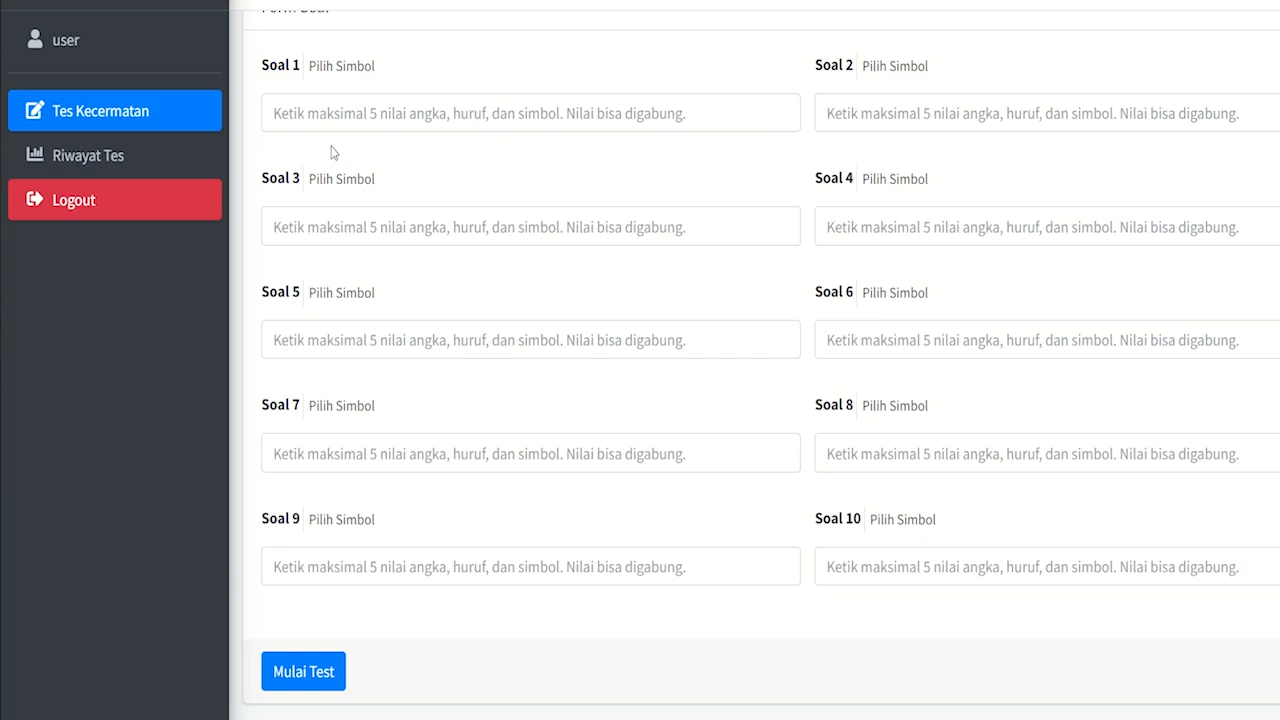 user
Tes Kecermatan
Riwayat Tes
Logout
Soal 1 Pilih Simbol
Ketik maksimal 5 nilai angka, huruf, dan simbol. Nilai bisa digabung.
Soal 2 Pilih Simbol
Ketik maksimal 5 nilai angka, huruf, dan simbol. Nilai bisa digabung.
Soal 3 Pilih Simbol
Ketik maksimal 5 nilai angka, huruf, dan simbol. Nilai bisa digabung.
Soal 4 Pilih Simbol
Ketik maksimal 5 nilai angka, huruf, dan simbol. Nilai bisa digabung.
Soal 5 Pilih Simbol
Ketik maksimal 5 nilai angka, huruf, dan simbol. Nilai bisa digabung.
Soal 6 Pilih Simbol
Ketik maksimal 5 nilai angka, huruf, dan simbol. Nilai bisa digabung.
Soal 7 Pilih Simbol
Ketik maksimal 5 nilai angka, huruf, dan simbol. Nilai bisa digabung.
Soal 8 Pilih Simbol
Ketik maksimal 5 nilai angka, huruf, dan simbol. Nilai bisa digabung.
Soal 9 Pilih Simbol
Ketik maksimal 5 nilai angka, huruf, dan simbol. Nilai bisa digabung.
Soal 10 Pilih Simbol
Ketik maksimal 5 nilai angka, huruf, dan simbol. Nilai bisa digabung.
Mulai Test